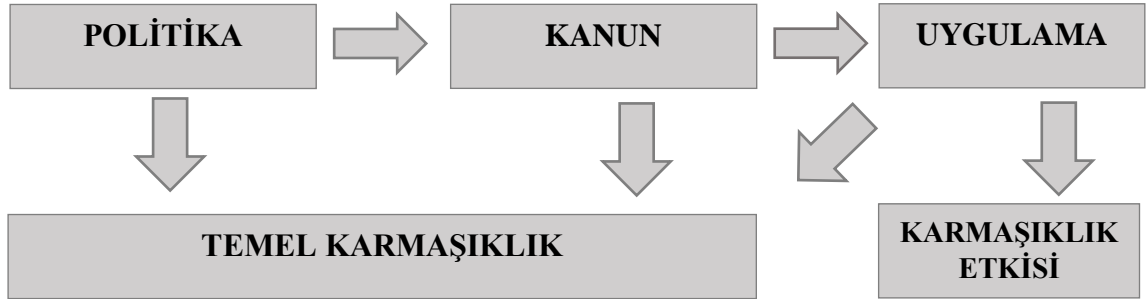 POLİTİKA
KANUN
UYGULAMA
TEMEL KARMAŞIKLIK
KARMAŞIKLIK
ETKİSİ